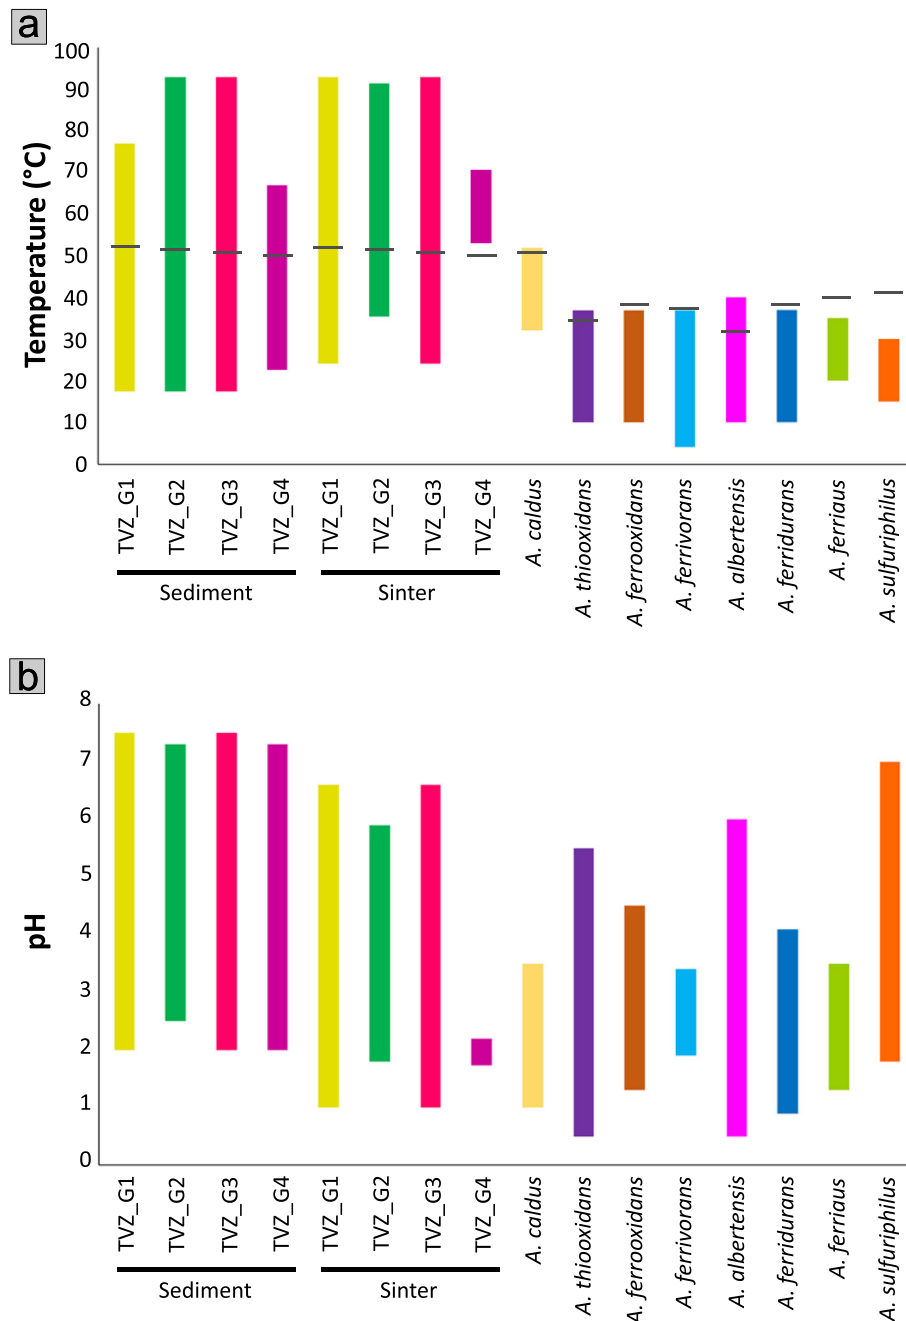 a
Temperature (°C)
100
90
80
70
60
50
40
30
20
10
0
TVZ_G1
TVZ_G2
TVZ_G3
TVZ_G4
TVZ_G1
TVZ_G2
TVZ_G3
TVZ_G4
A. caldus
A. thiooxidans
A. ferrooxidans
A. ferrivorans
A. albertensis
A. ferridurans
A. ferriaus
A. sulfuriphilus
Sediment
Sinter
b
pH
8
7
6
5
4
3
2
1
0
TVZ_G1
TVZ_G2
TVZ_G3
TVZ_G4
TVZ_G1
TVZ_G2
TVZ_G3
TVZ_G4
A. caldus
A. thiooxidans
A. ferrooxidans
A. ferrivorans
A. albertensis
A. ferridurans
A. ferriaus
A. sulfuriphilus
Sediment
Sinter